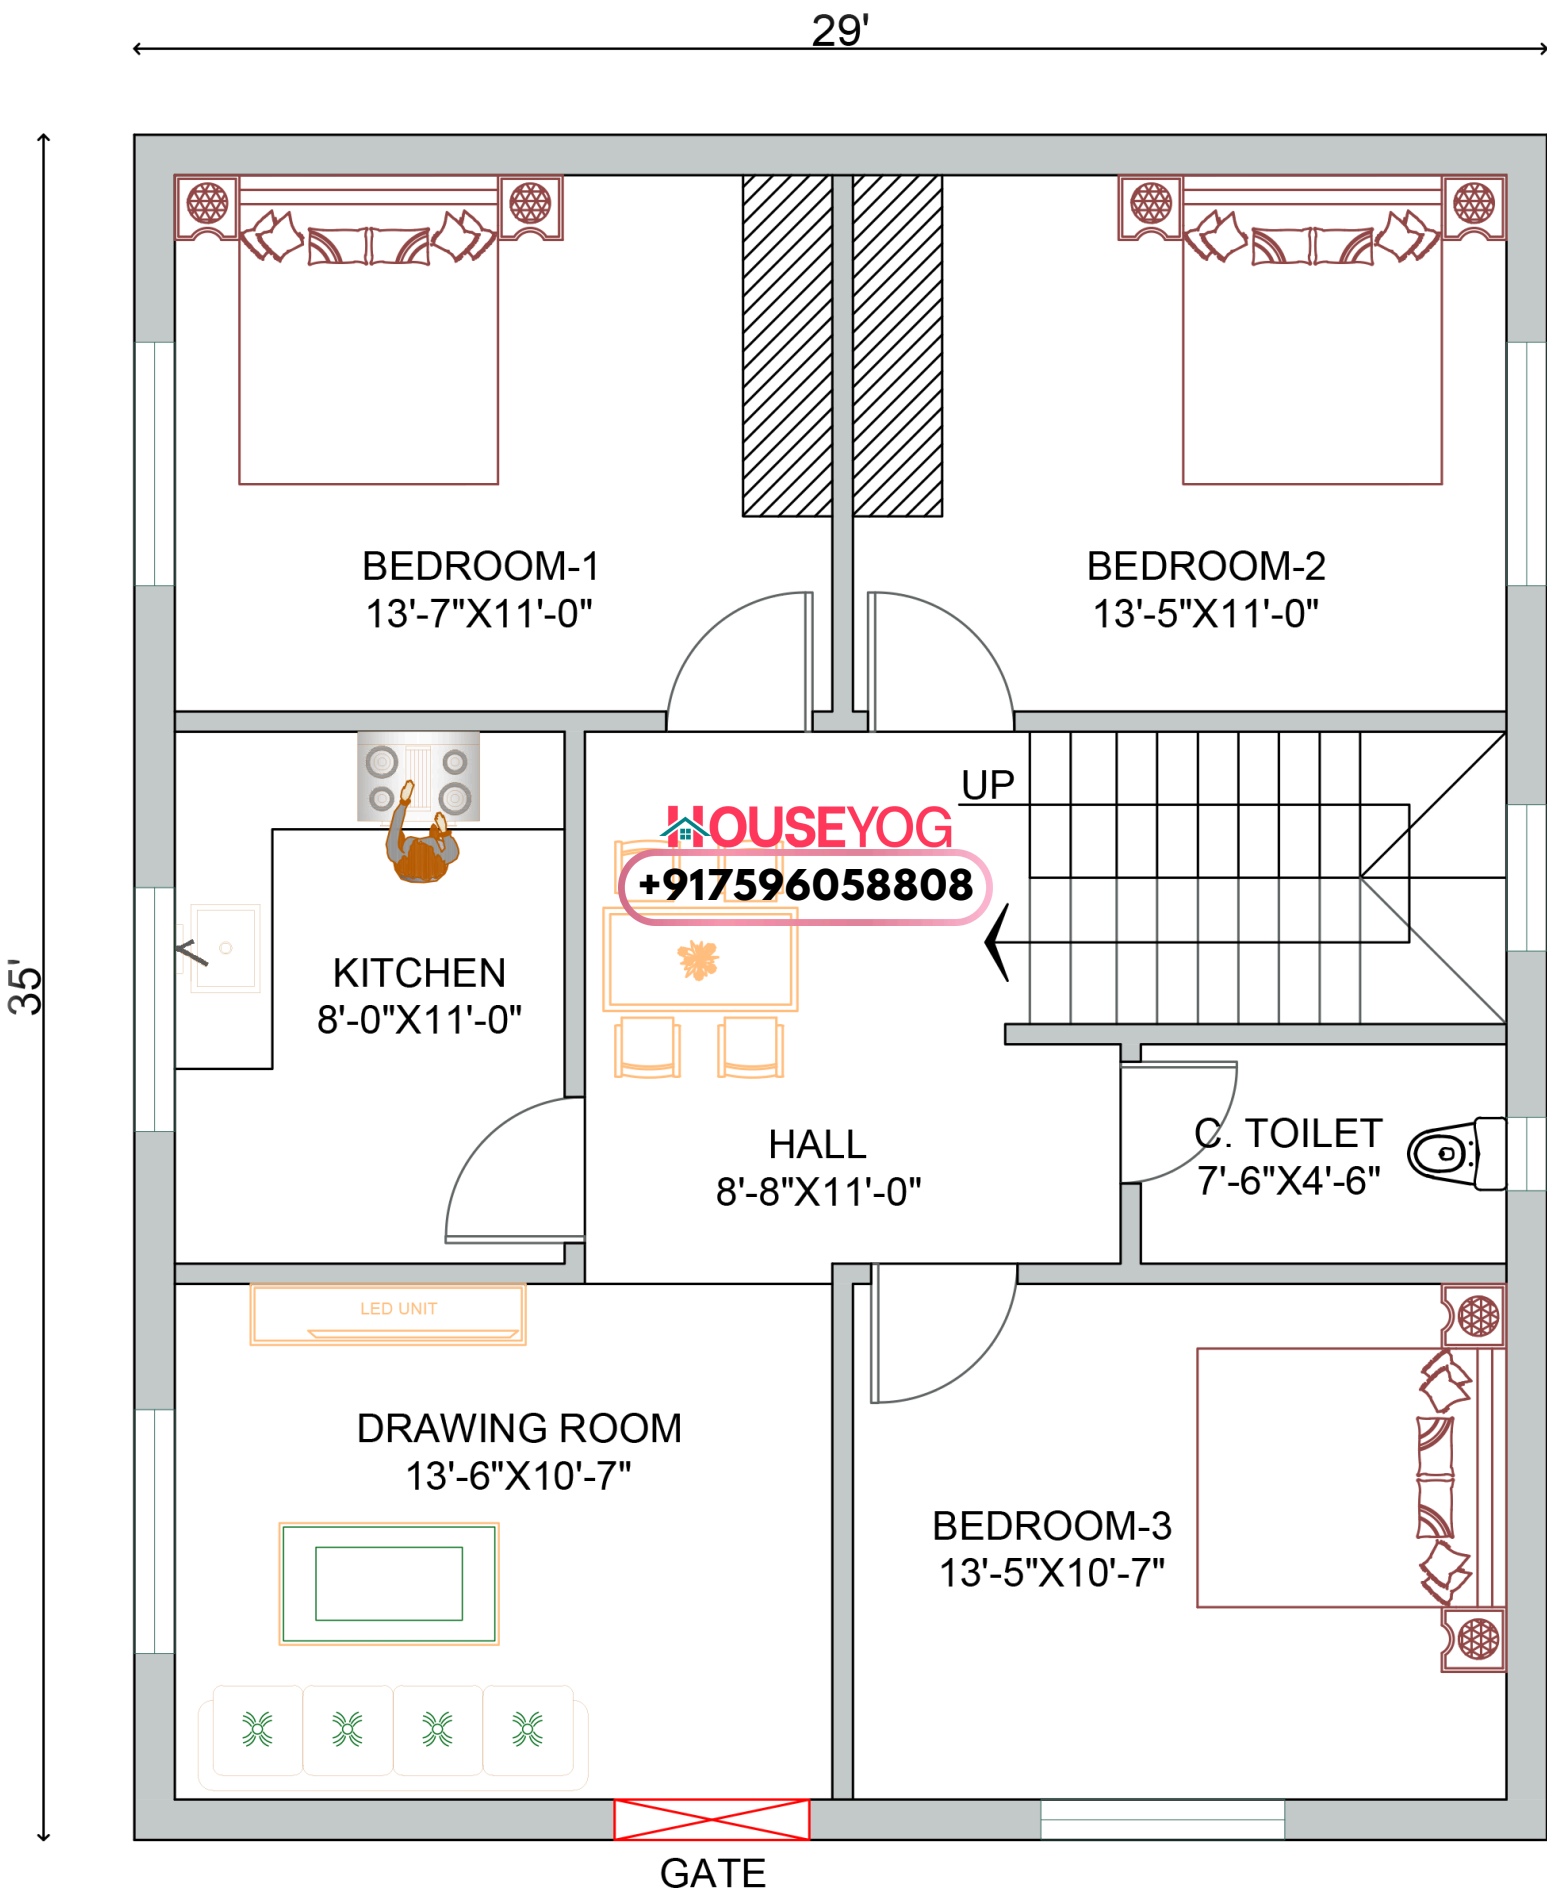 29'
35'
BEDROOM-1
13'-7"X11'-0"
BEDROOM-2
13'-5"X11'-0"
UP
HOUSEYOG
+917596058808
KITCHEN
8'-0"X11'-0"
HALL
8'-8"X11'-0"
C. TOILET
7'-6"X4'-6"
LED UNIT
DRAWING ROOM
13'-6"X10'-7"
BEDROOM-3
13'-5"X10'-7"
GATE